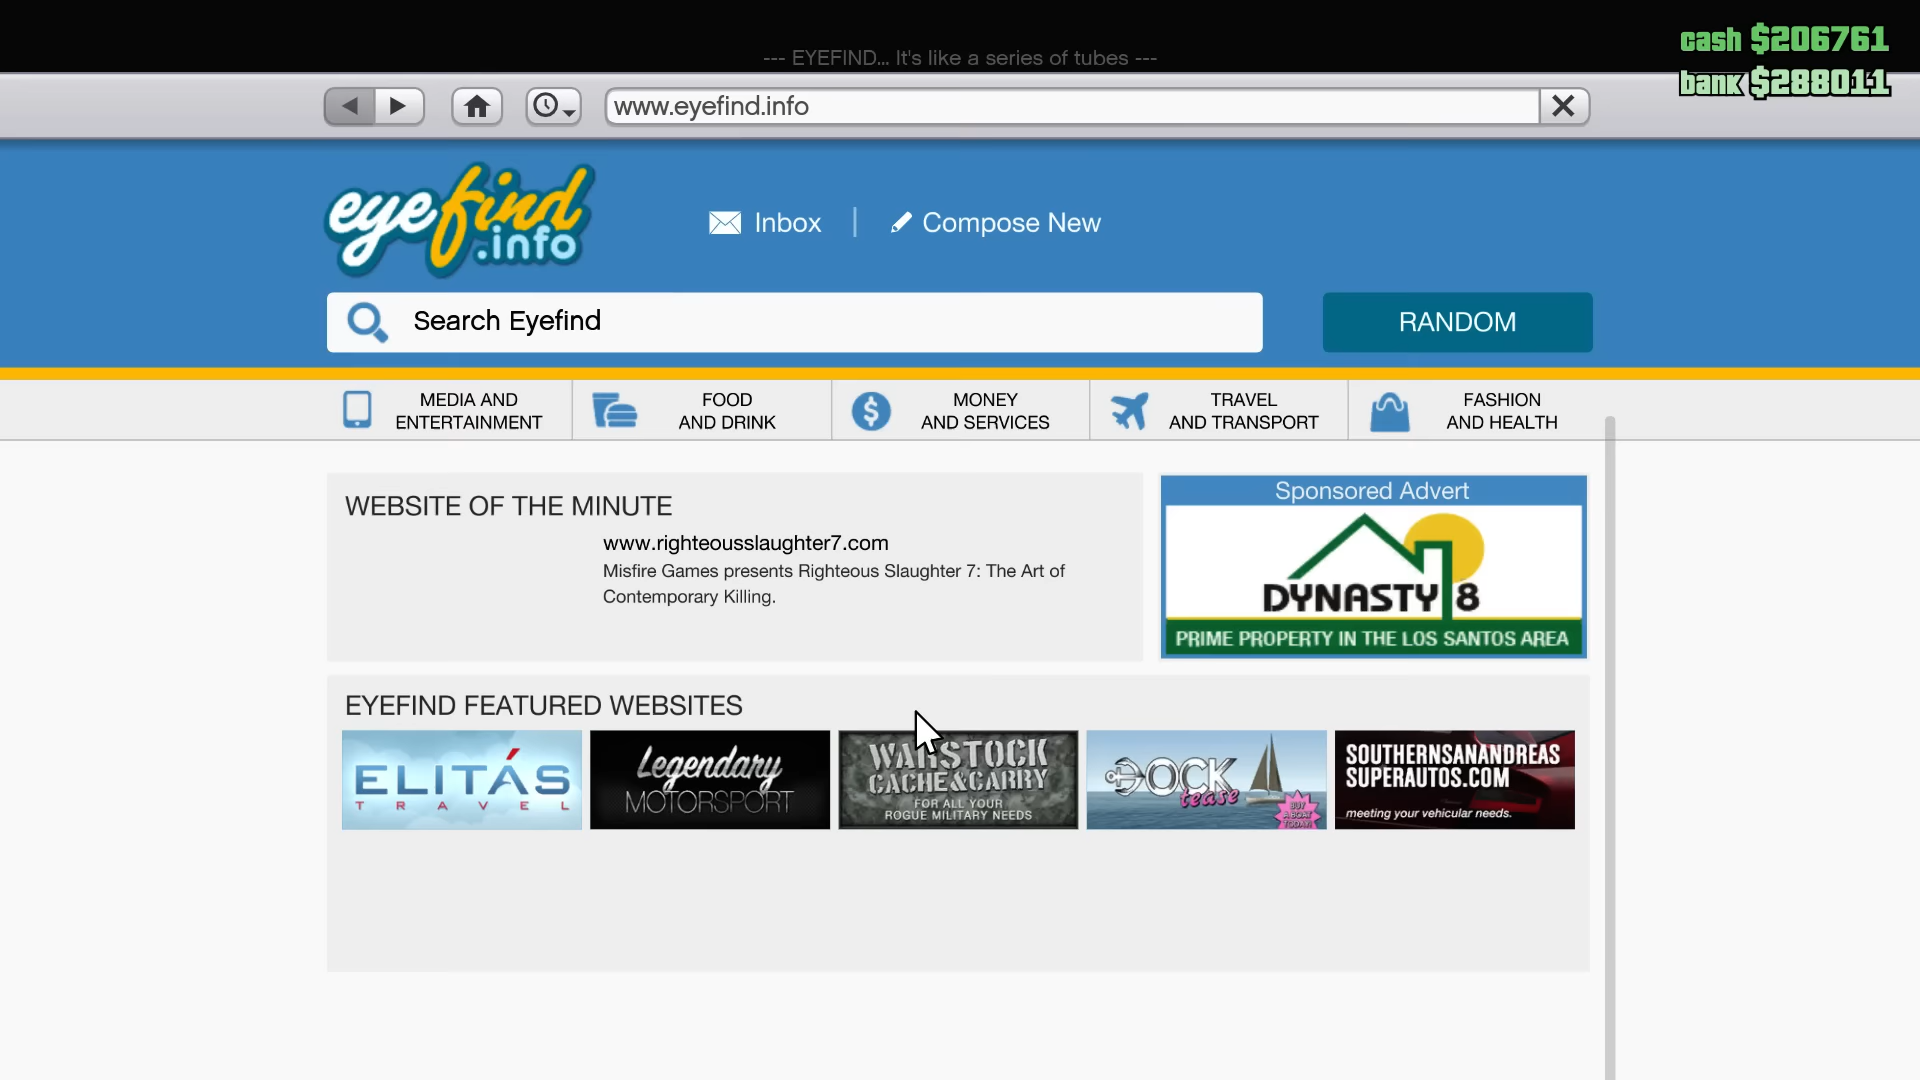 cash $206761
--- EYEFIND... It's like a series of tubes ---
bank $288011
www.eyefind.info
eyefind
.info
Inbox
Compose New
Search Eyefind
RANDOM
MEDIA AND
ENTERTAINMENT
FOOD
AND DRINK
MONEY
AND SERVICES
TRAVEL
AND TRANSPORT
FASHION
AND HEALTH
WEBSITE OF THE MINUTE
www.righteousslaughter7.com
Misfire Games presents Righteous Slaughter 7: The Art of
Contemporary Killing.
Sponsored Advert
DYNASTY 8
PRIME PROPERTY IN THE LOS SANTOS AREA
EYEFIND FEATURED WEBSITES
ELITÁS
TRAVEL
Legendary
MOTORSPORT
WARSTOCK
CACHE&CARRY
FOR ALL YOUR
ROGUE MILITARY NEEDS
DOCK
tease
BUY
A BOAT
TODAY!
SOUTHERNSANANDREAS
SUPERAUTOS.COM
meeting your vehicular needs.